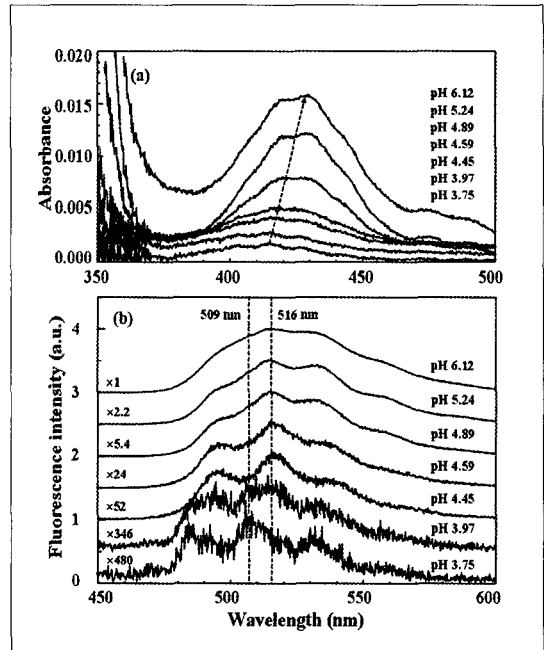 (a)
0.020
0.015
0.010
0.005
0.000
Absorbance
pH 6.12
pH 5.24
pH 4.89
pH 4.59
pH 4.45
pH 3.97
pH 3.75
350 400 450 500
(b)
509 nm 516 nm
4
3
2
1
0
Fluorescence intensity (a.u.)
×1 pH 6.12
×2.2 pH 5.24
×5.4 pH 4.89
×24 pH 4.59
×52 pH 4.45
×346 pH 3.97
×480 pH 3.75
450 500 550 600
Wavelength (nm)